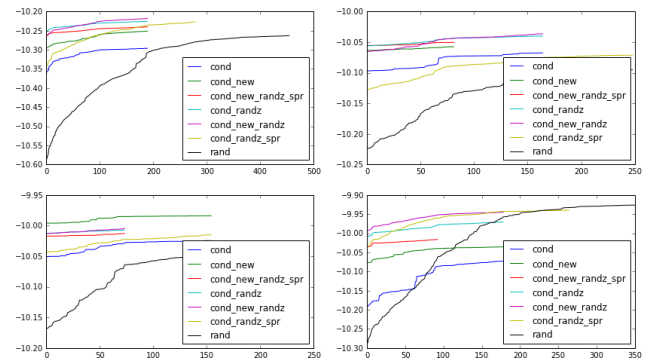 −10.20
−10.25
−10.30
−10.35
−10.40
−10.45
−10.50
−10.55
−10.60
0 100 200 300 400 500
cond
cond_new
cond_new_randz_spr
cond_randz
cond_new_randz
cond_randz_spr
rand
−10.00
−10.05
−10.10
−10.15
−10.20
−10.25
0 50 100 150 200 250
cond
cond_new
cond_new_randz_spr
cond_randz
cond_new_randz
cond_randz_spr
rand
−9.95
−10.00
−10.05
−10.10
−10.15
−10.20
0 50 100 150 200 250 300 350
cond
cond_new
cond_new_randz_spr
cond_randz
cond_new_randz
cond_randz_spr
rand
−9.90
−9.95
−10.00
−10.05
−10.10
−10.15
−10.20
−10.25
−10.30
0 50 100 150 200 250 300 350
cond
cond_new
cond_new_randz_spr
cond_randz
cond_new_randz
cond_randz_spr
rand